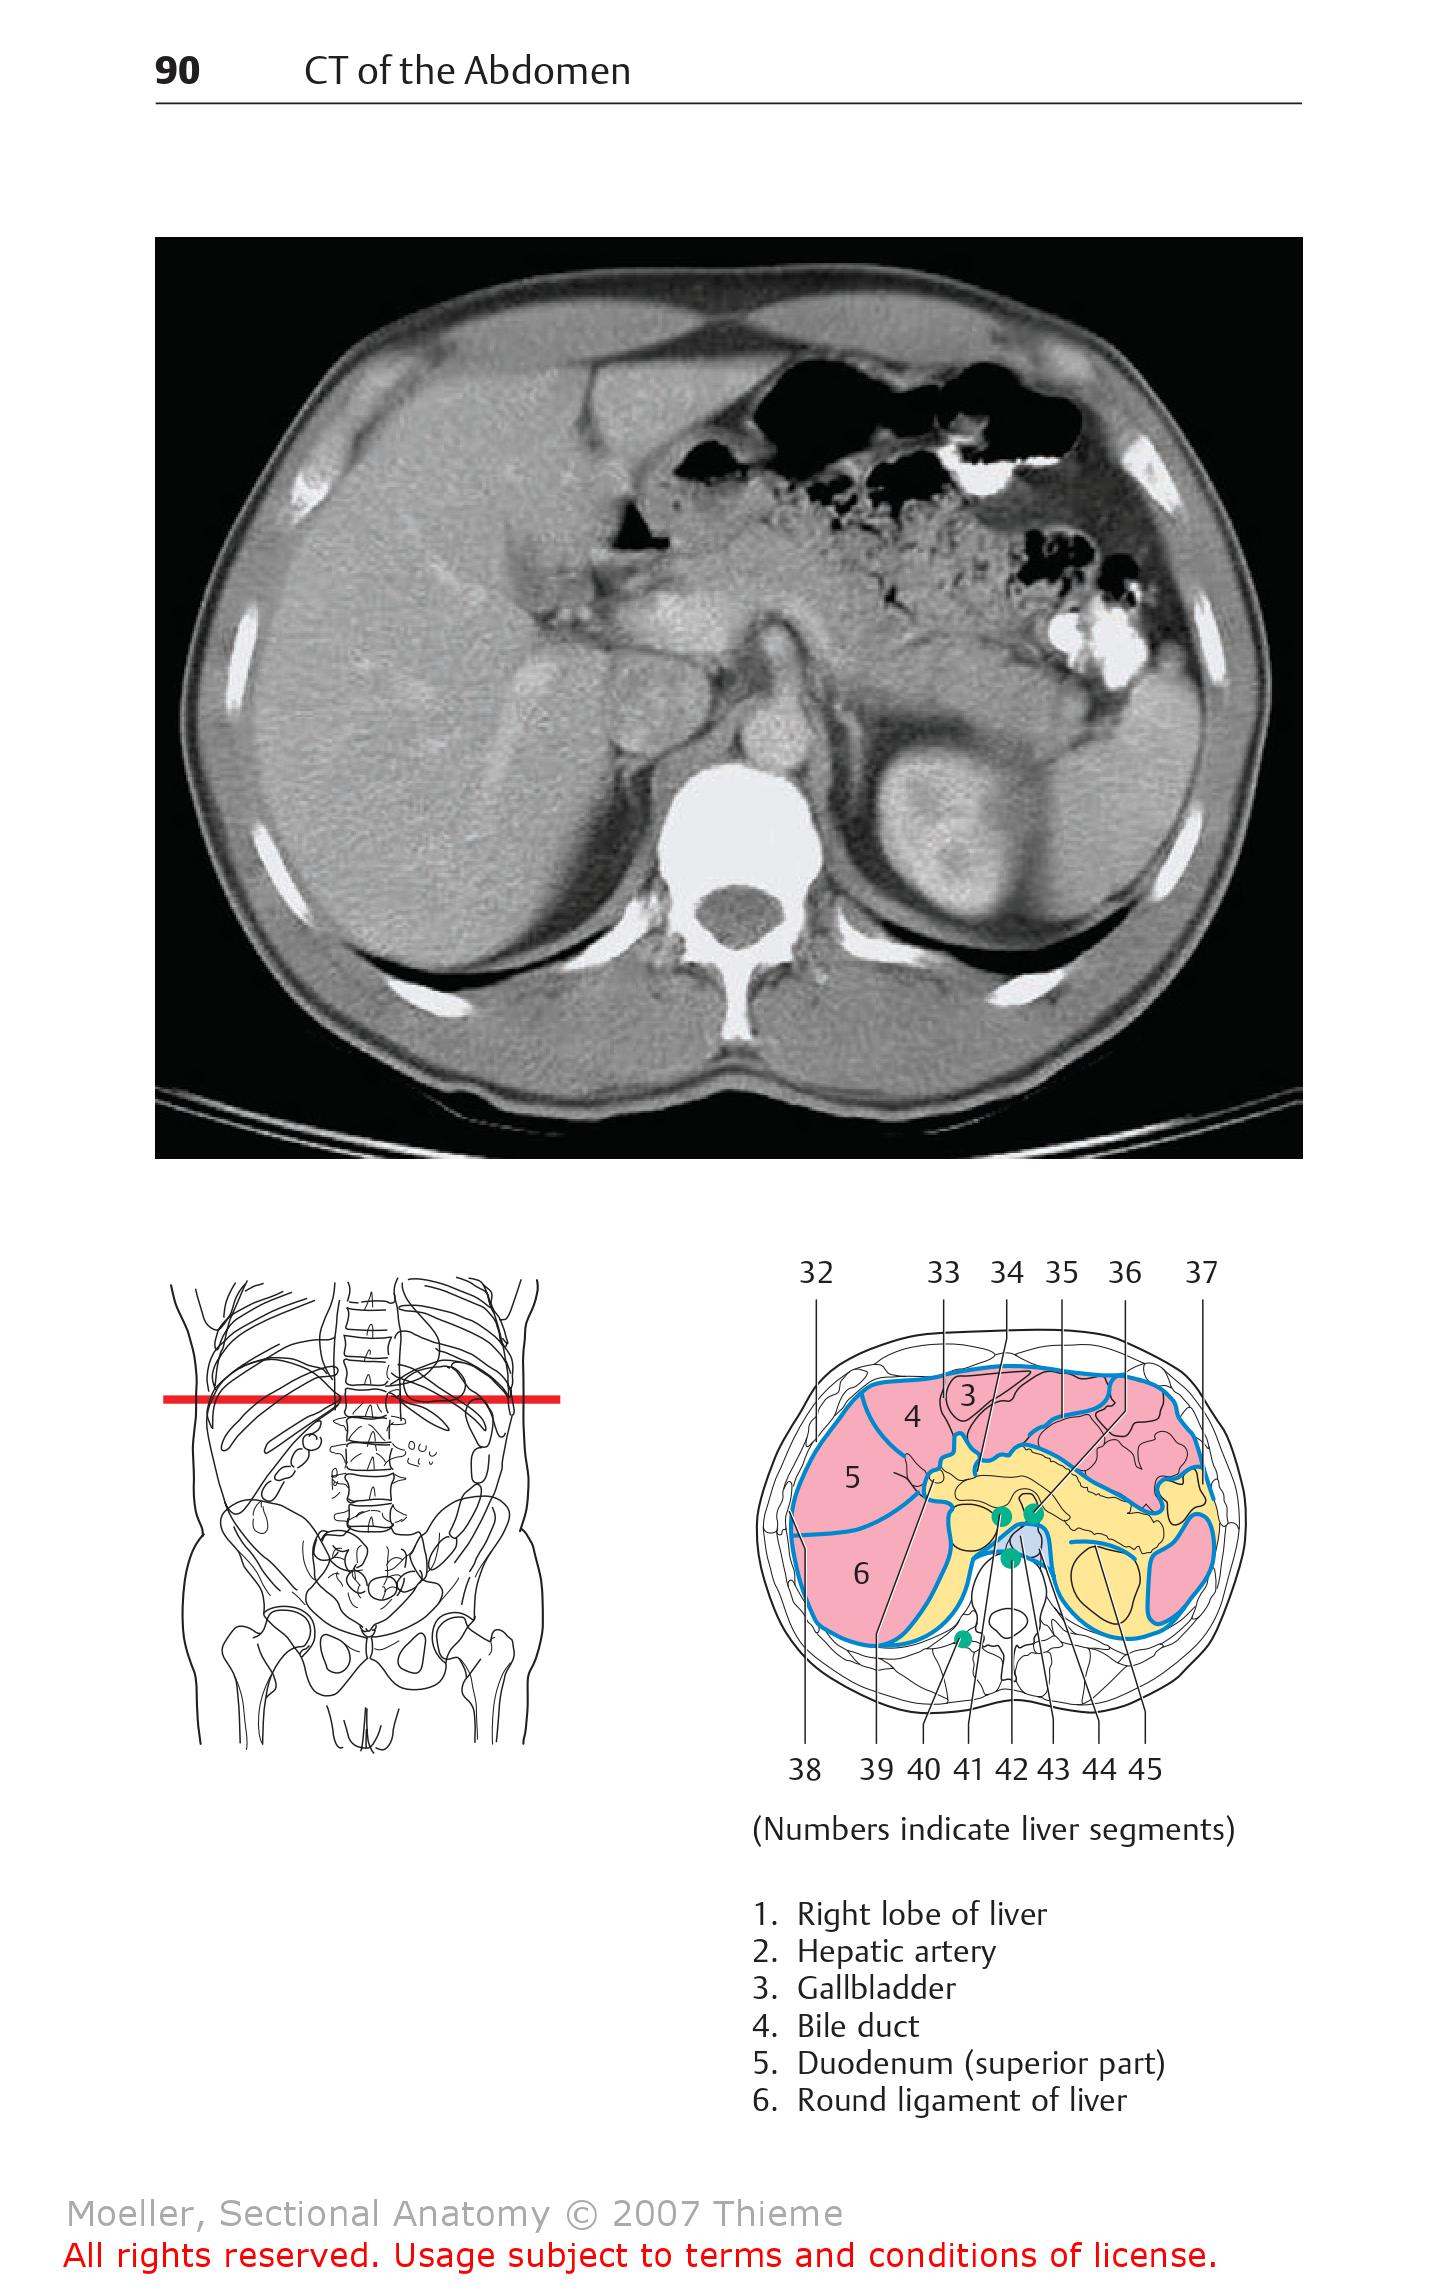 90 CT of the Abdomen
32 33 34 35 36 37
3
4
5
6
38 39 40 41 42 43 44 45
(Numbers indicate liver segments)
1. Right lobe of liver
2. Hepatic artery
3. Gallbladder
4. Bile duct
5. Duodenum (superior part)
6. Round ligament of liver
Moeller, Sectional Anatomy © 2007 Thieme
All rights reserved. Usage subject to terms and conditions of license.